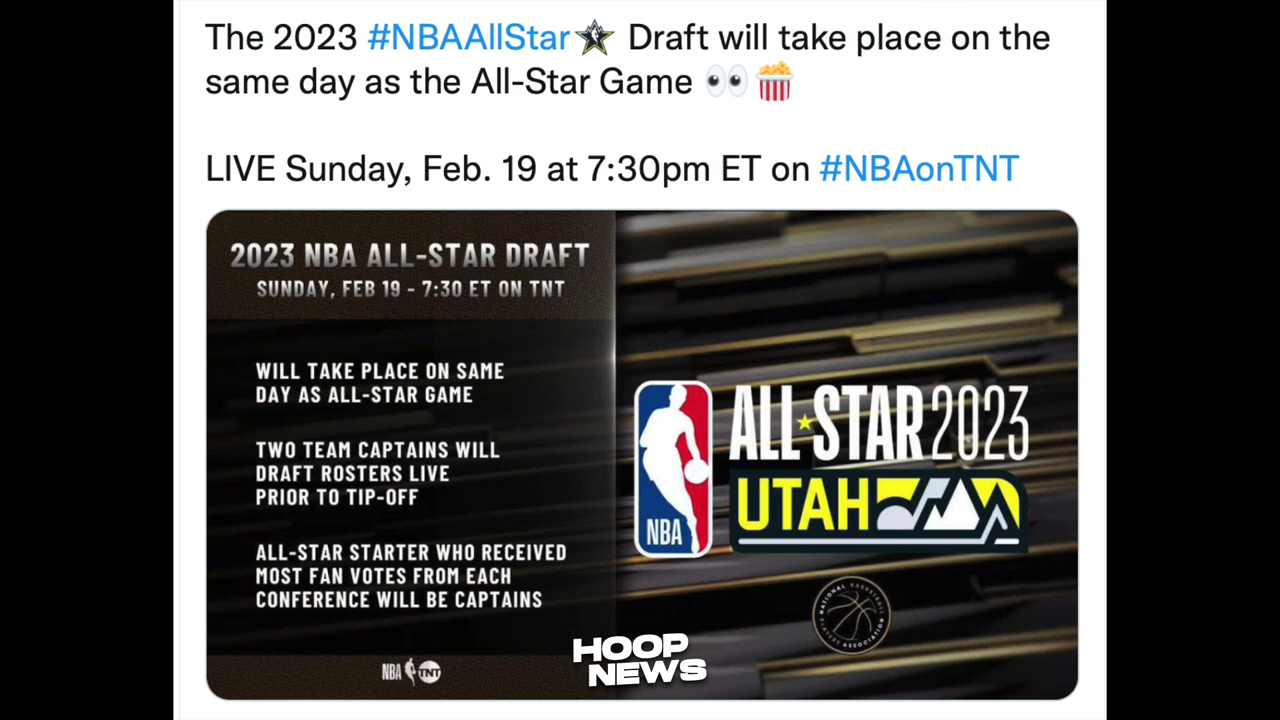 The 2023 #NBAAllStar Draft will take place on the
same day as the All-Star Game 👀🍿
LIVE Sunday, Feb. 19 at 7:30pm ET on #NBAonTNT
2023 NBA ALL-STAR DRAFT
SUNDAY, FEB 19 - 7:30 ET ON TNT
WILL TAKE PLACE ON SAME
DAY AS ALL-STAR GAME
TWO TEAM CAPTAINS WILL
DRAFT ROSTERS LIVE
PRIOR TO TIP-OFF
ALL-STAR STARTER WHO RECEIVED
MOST FAN VOTES FROM EACH
CONFERENCE WILL BE CAPTAINS
NBA TNT
NBA
ALL★STAR 2023
UTAH
NATIONAL BASKETBALL
ASSOCIATION
HOOP
NEWS